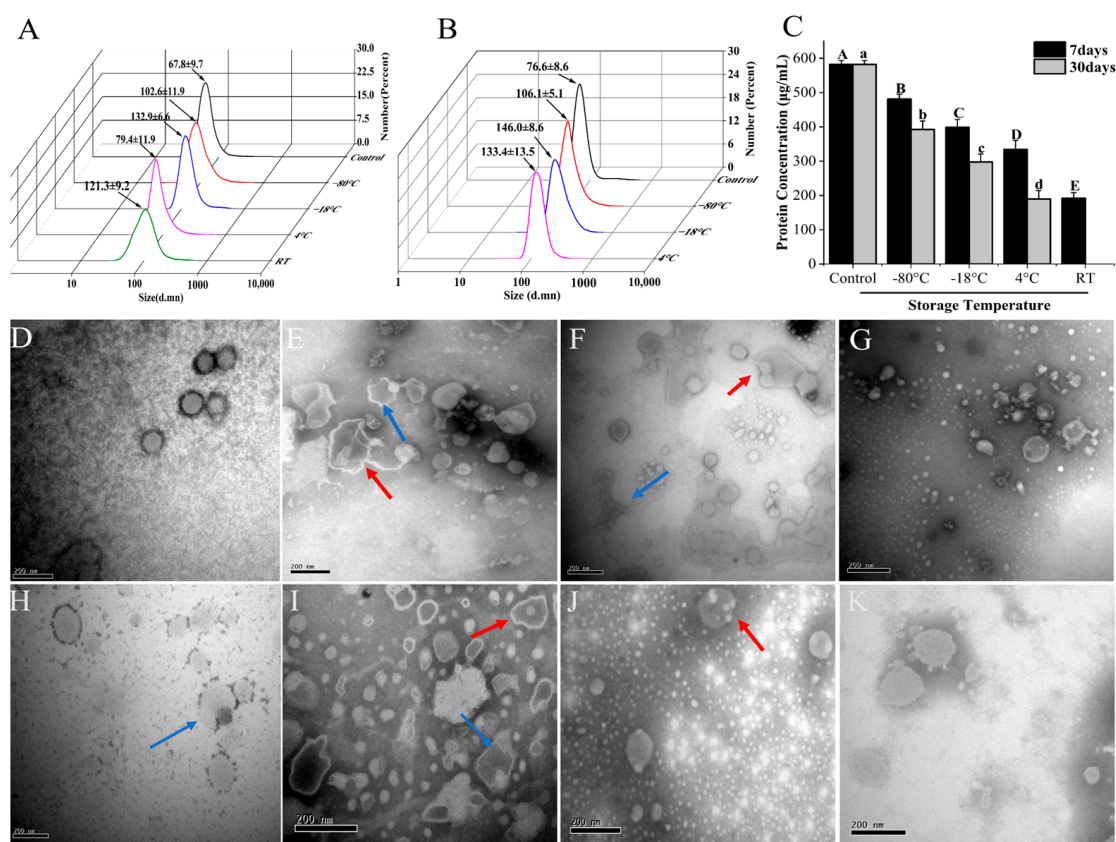 A
Number(Percent)
30.0
22.5
15.0
7.5
0.0
67.8±9.7
102.6±11.9
132.9±6.6
79.4±11.9
121.3±9.2
Control
−80°C
−18°C
4°C
RT
10
100
1000
10,000
Size(d.mn)
B
Number (Percent)
30
24
18
12
6
0
76.6±8.6
106.1±5.1
146.0±8.6
133.4±13.5
Control
−80°C
−18°C
4°C
1
10
100
1000
10,000
Size (d.mn)
C
Protein Concentration (μg/mL)
600
500
400
300
200
100
0
7days
30days
A
a
B
b
C
c
D
d
E
Control
-80°C
-18°C
4°C
RT
Storage Temperature
D
200 nm
E
200 nm
F
200 nm
G
200 nm
H
200 nm
I
200 nm
J
200 nm
K
200 nm